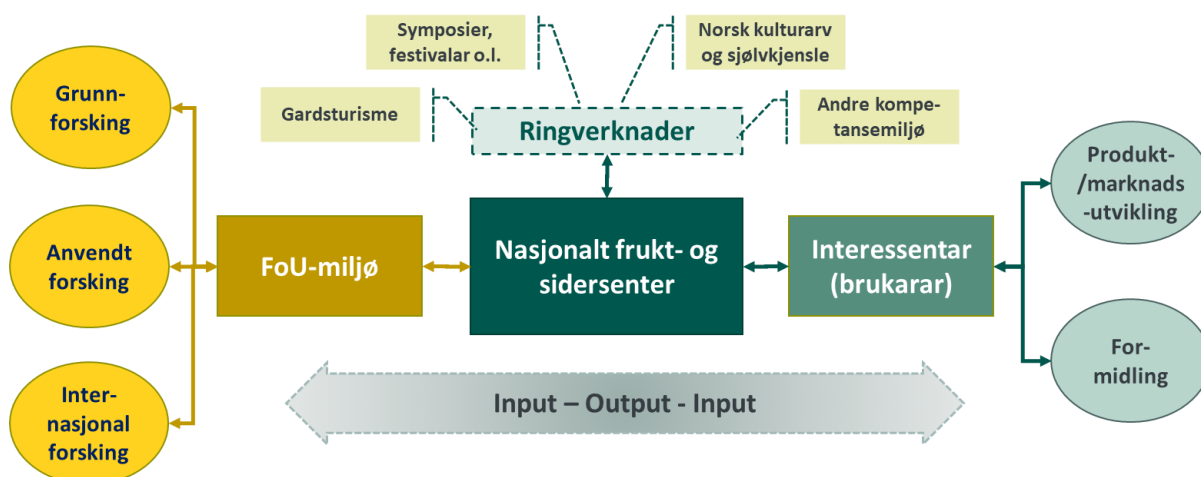 Symposier,
festivalar o.l.
Norsk kulturarv
og sjølvkjensle
Gardsturisme
Andre kompe-
tansemiljø
Ringverknader
Grunn-
forsking
Anvendt
forsking
Inter-
nasjonal
forsking
FoU-miljø
Nasjonalt frukt- og
sidersenter
Interessentar
(brukarar)
Produkt-
/marknads
-utvikling
For-
midling
Input – Output - Input